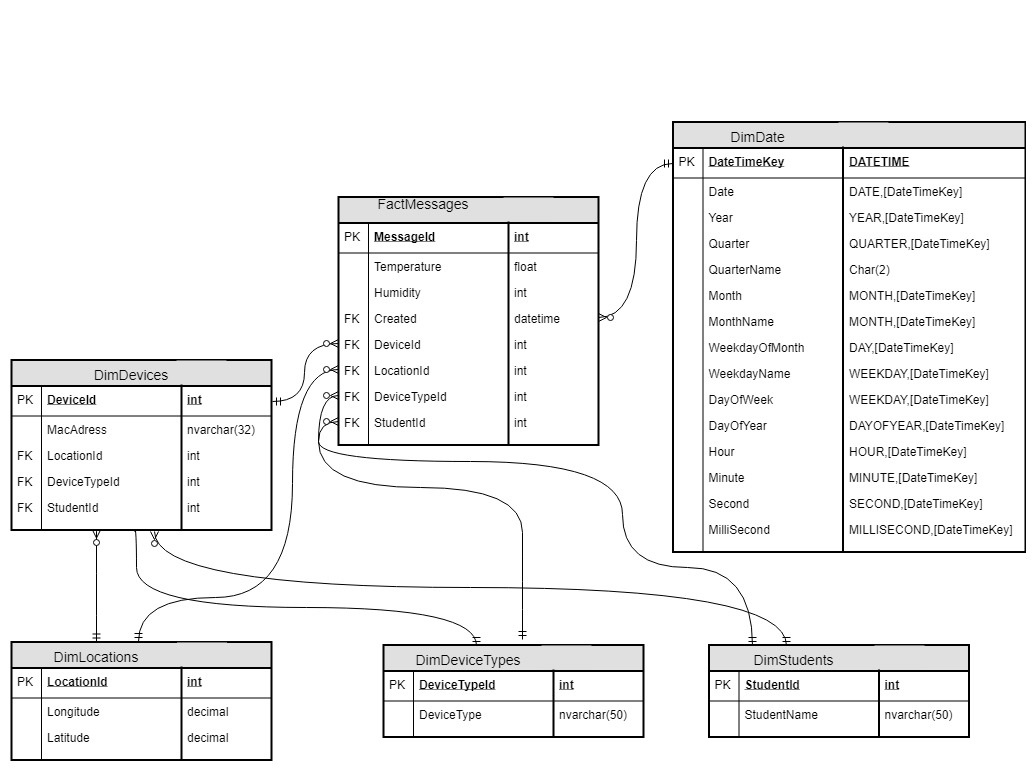 DimDate
PK DateTimeKey DATETIME
Date DATE,[DateTimeKey]
Year YEAR,[DateTimeKey]
Quarter QUARTER,[DateTimeKey]
QuarterName Char(2)
Month MONTH,[DateTimeKey]
MonthName MONTH,[DateTimeKey]
WeekdayOfMonth DAY,[DateTimeKey]
WeekdayName WEEKDAY,[DateTimeKey]
DayOfWeek WEEKDAY,[DateTimeKey]
DayOfYear DAYOFYEAR,[DateTimeKey]
Hour HOUR,[DateTimeKey]
Minute MINUTE,[DateTimeKey]
Second SECOND,[DateTimeKey]
MilliSecond MILLISECOND,[DateTimeKey]
FactMessages
PK MessageId int
Temperature float
Humidity int
FK Created datetime
FK DeviceId int
FK LocationId int
FK DeviceTypeId int
FK StudentId int
DimDevices
PK DeviceId int
MacAdress nvarchar(32)
FK LocationId int
FK DeviceTypeId int
FK StudentId int
DimLocations
PK LocationId int
Longitude decimal
Latitude decimal
DimDeviceTypes
PK DeviceTypeId int
DeviceType nvarchar(50)
DimStudents
PK StudentId int
StudentName nvarchar(50)